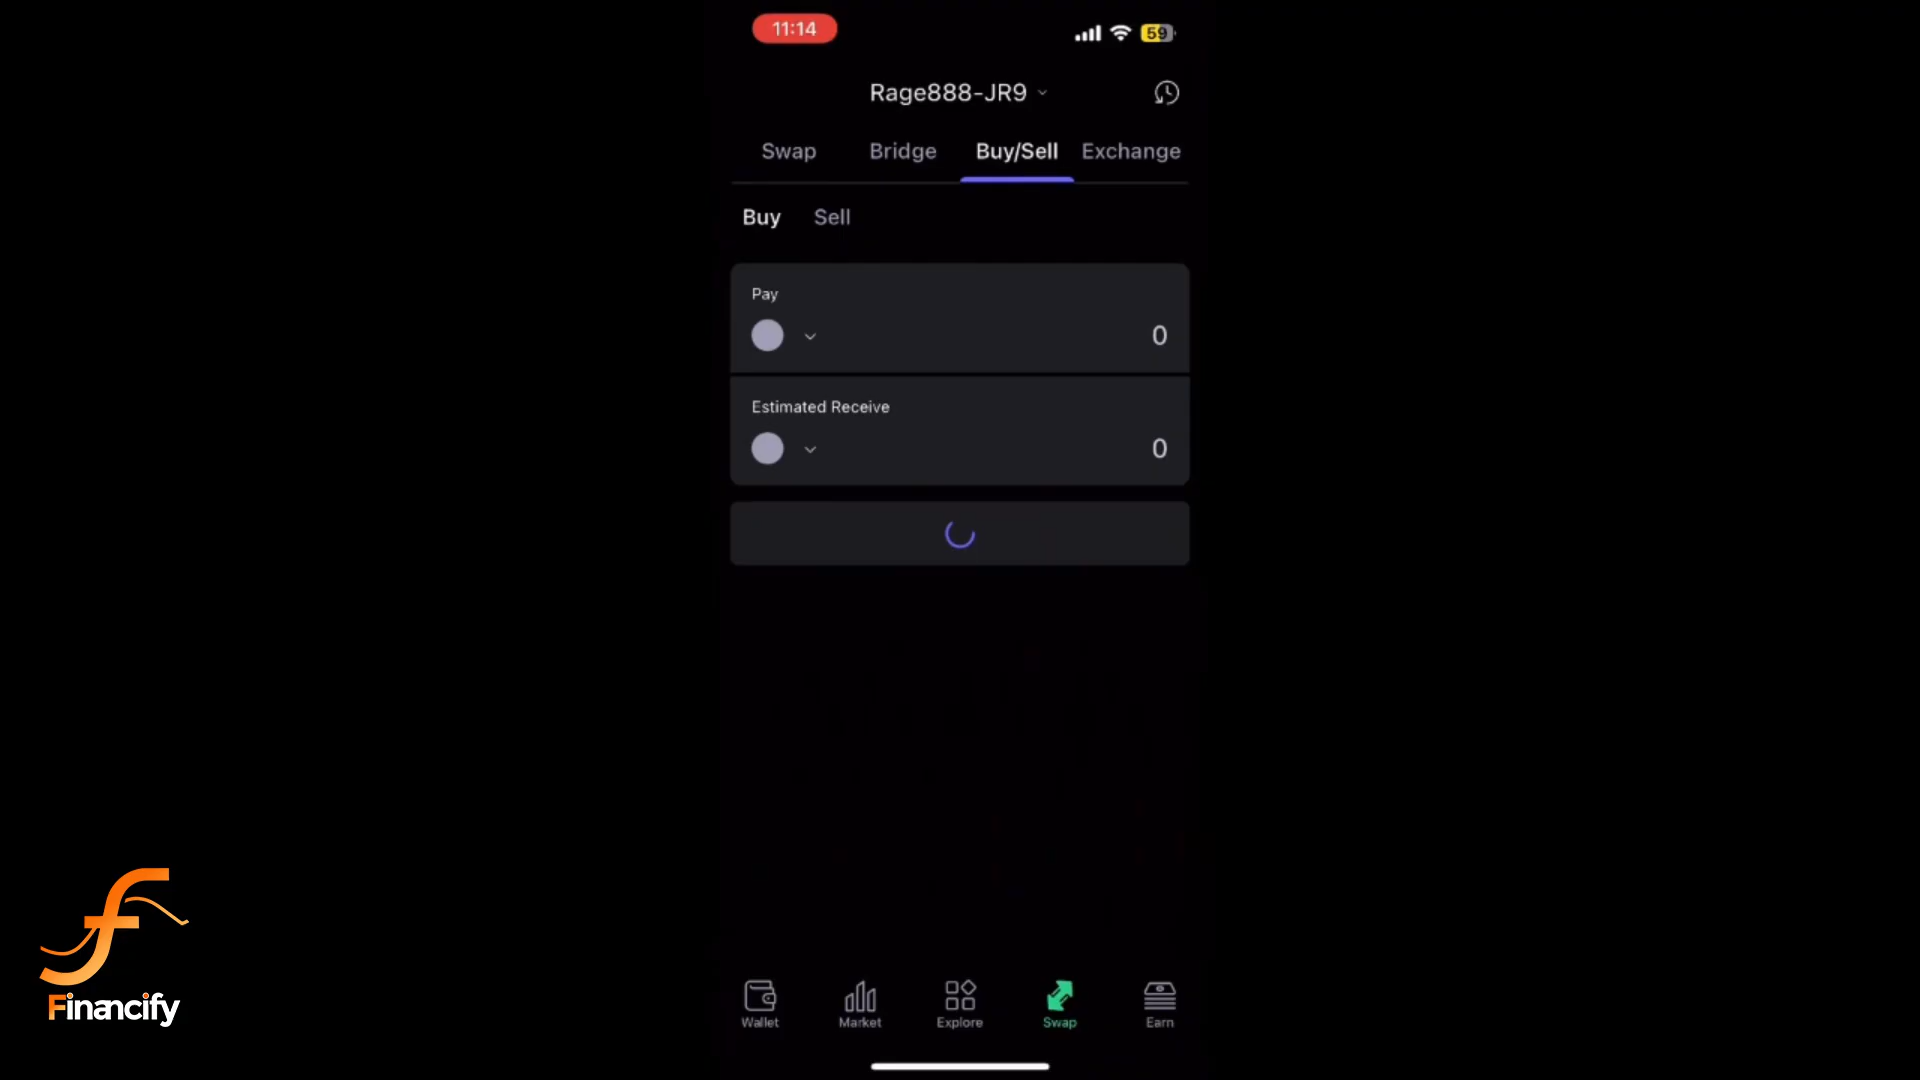 11:14
59
Rage888-JR9
Swap Bridge Buy/Sell Exchange
Buy Sell
Pay
0
Estimated Receive
0
Wallet Market Explore Swap Earn
Financify